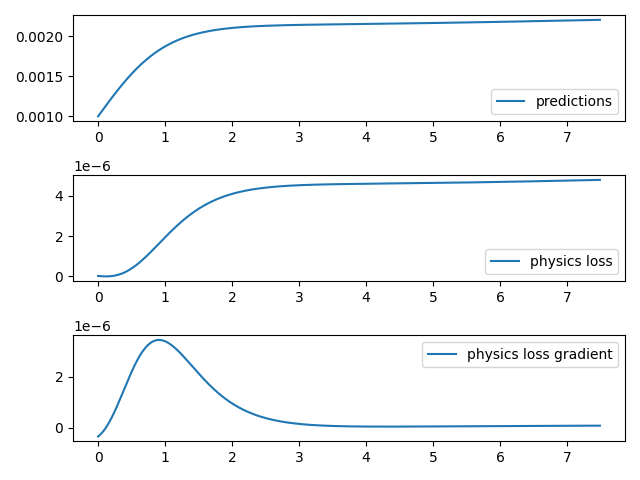 0.0020
0.0015
0.0010
predictions
0 1 2 3 4 5 6 7
1e−6
4
2
0
physics loss
0 1 2 3 4 5 6 7
1e−6
physics loss gradient
2
0
0 1 2 3 4 5 6 7